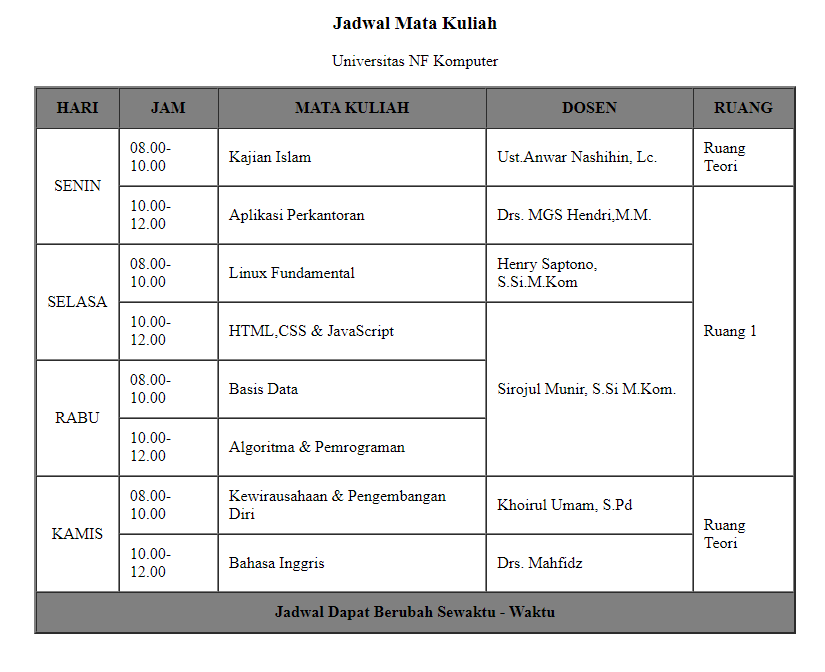 Jadwal Mata Kuliah
Universitas NF Komputer
HARI JAM MATA KULIAH DOSEN RUANG
SENIN
08.00-
10.00
Kajian Islam
Ust.Anwar Nashihin, Lc.
Ruang
Teori
10.00-
12.00
Aplikasi Perkantoran
Drs. MGS Hendri,M.M.
Ruang 1
SELASA
08.00-
10.00
Linux Fundamental
Henry Saptono,
S.Si.M.Kom
10.00-
12.00
HTML,CSS & JavaScript
Sirojul Munir, S.Si M.Kom.
RABU
08.00-
10.00
Basis Data
10.00-
12.00
Algoritma & Pemrograman
KAMIS
08.00-
10.00
Kewirausahaan & Pengembangan
Diri
Khoirul Umam, S.Pd
Ruang
Teori
10.00-
12.00
Bahasa Inggris
Drs. Mahfidz
Jadwal Dapat Berubah Sewaktu - Waktu